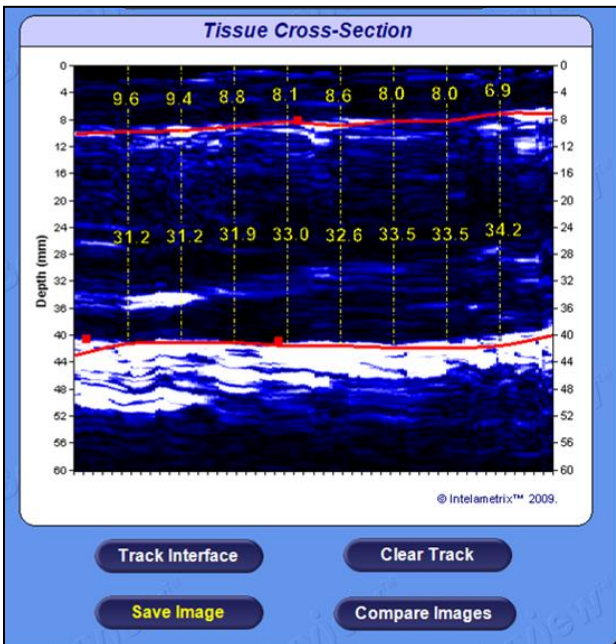 Tissue Cross-Section
0 0
4 4
9.6 9.4 8.8 8.1 8.6 8.0 8.0 6.9
8 8
12 12
16 16
20 20
24 24
31.2 31.2 31.9 33.0 32.6 33.5 33.5 34.2
28 28
32 32
Depth (mm)
36 36
40 40
44 44
48 48
52 52
56 56
60 60
© Intelametrix™ 2009.
Track Interface Clear Track
Save Image Compare Images